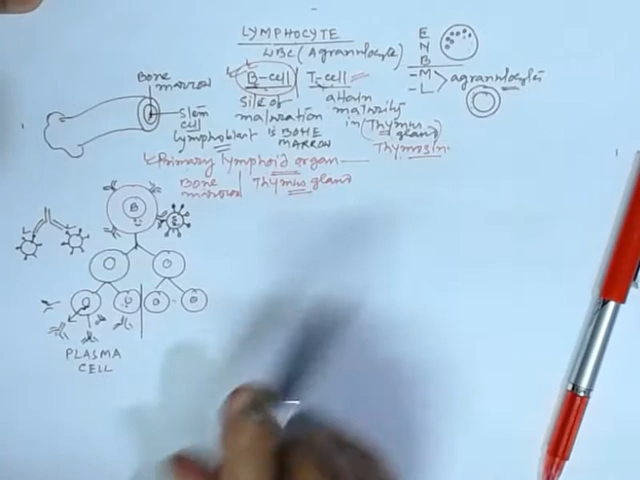 LYMPHOCYTE
WBC (Agranulocyte)
B-cell | T-cell
Site of maturation is BONE MARROW
attain maturity in (Thymus gland)
Thymosin
E
N
B
-M
-L
agranulocytes
Bone marrow
Stem cell
Lymphoblast
Primary lymphoid organ
Bone marrow | Thymus gland
B
PLASMA
CELL